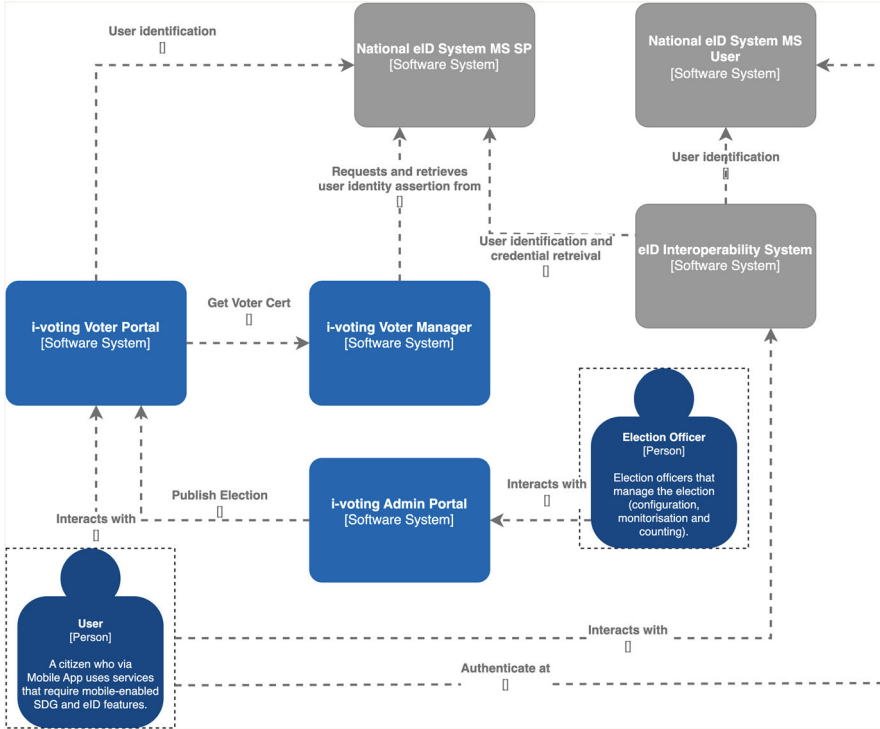 User identification
[]
National eID System MS SP
[Software System]
National eID System MS
User
[Software System]
Requests and retrieves
user identity assertion from
[]
User identification
[]
User identification and
credential retreival
[]
eID Interoperability System
[Software System]
i-voting Voter Portal
[Software System]
Get Voter Cert
[]
i-voting Voter Manager
[Software System]
Election Officer
[Person]
Election officers that
manage the election
(configuration,
monitorisation and
counting).
Interacts with
[]
i-voting Admin Portal
[Software System]
Publish Election
[]
Interacts with
[]
User
[Person]
A citizen who via
Mobile App uses services
that require mobile-enabled
SDG and eID features.
Interacts with
[]
Authenticate at
[]